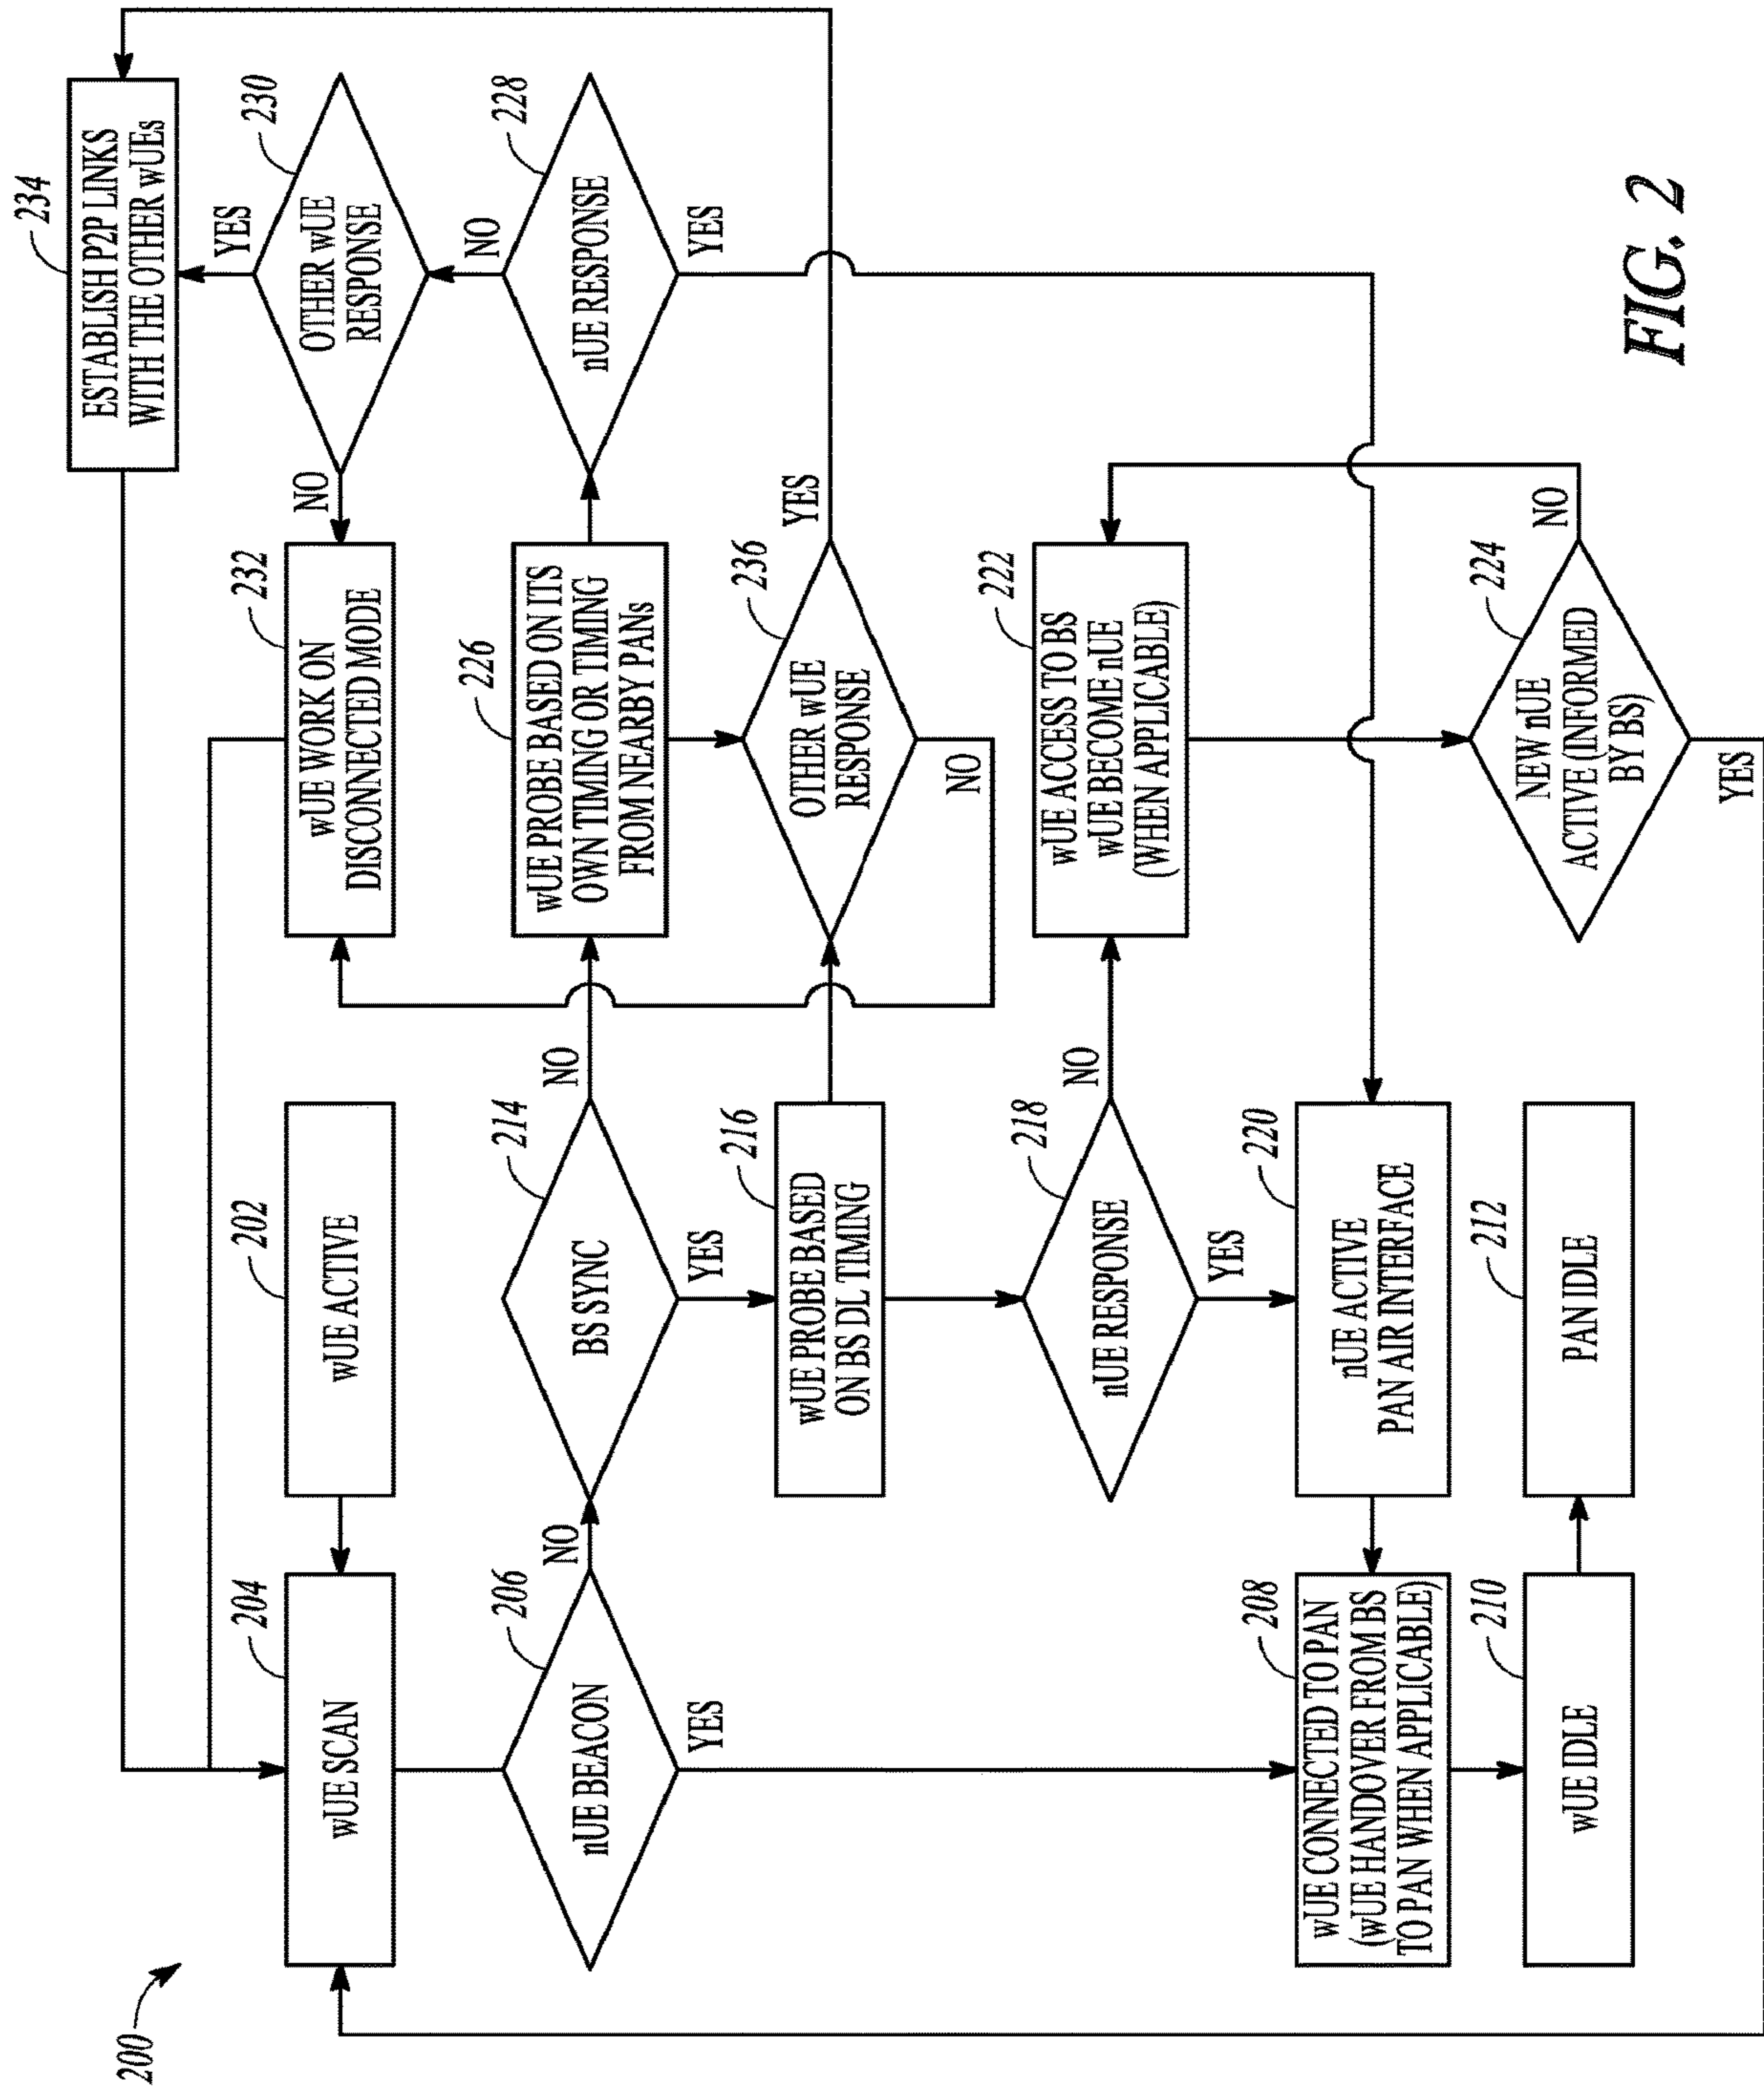 200
204
wUE SCAN
202
wUE ACTIVE
232
wUE WORK ON
DISCONNECTED MODE
NO
230
OTHER wUE
RESPONSE
YES
234
ESTABLISH P2P LINKS
WITH THE OTHER wUEs
206
nUE BEACON
NO
YES
214
BS SYNC
NO
YES
226
wUE PROBE BASED ON ITS
OWN TIMING OR TIMING
FROM NEARBY PANs
228
nUE RESPONSE
NO
YES
216
wUE PROBE BASED
ON BS DL TIMING
236
OTHER wUE
RESPONSE
YES
NO
218
nUE RESPONSE
NO
YES
222
wUE ACCESS TO BS
wUE BECOME nUE
(WHEN APPLICABLE)
208
wUE CONNECTED TO PAN
(wUE HANDOVER FROM BS
TO PAN WHEN APPLICABLE)
220
nUE ACTIVE
PAN AIR INTERFACE
224
NEW nUE
ACTIVE (INFORMED
BY BS)
NO
YES
210
wUE IDLE
212
PAN IDLE
FIG. 2